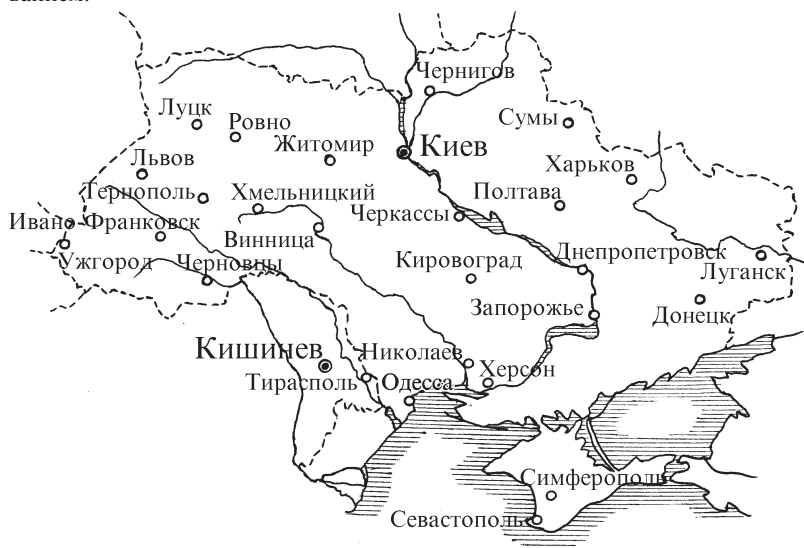 ванием.
Чернигов
Луцк
Ровно
Сумы
Житомир
Киев
Львов
Харьков
Тернополь
Хмельницкий
Полтава
Ивано Франковск
Черкассы
Винница
Ужгород
Черновцы
Кировоград
Днепропетровск
Луганск
Запорожье
Донецк
Кишинев
Николаев
Херсон
Тирасполь
Одесса
Симферополь
Севастополь